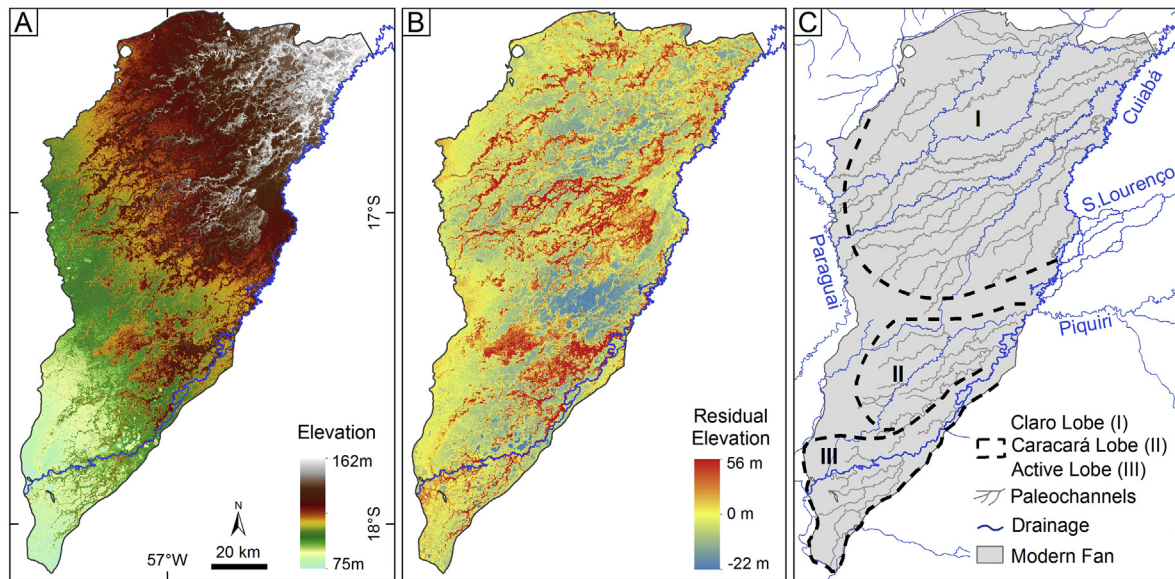 A
Elevation
162m
75m
N
20 km
57°W
17°S
18°S
B
Residual
Elevation
56 m
0 m
-22 m
C
I
II
III
Cuiabá
S.Lourenço
Paraguai
Piquiri
Claro Lobe (I)
Caracará Lobe (II)
Active Lobe (III)
Paleochannels
Drainage
Modern Fan